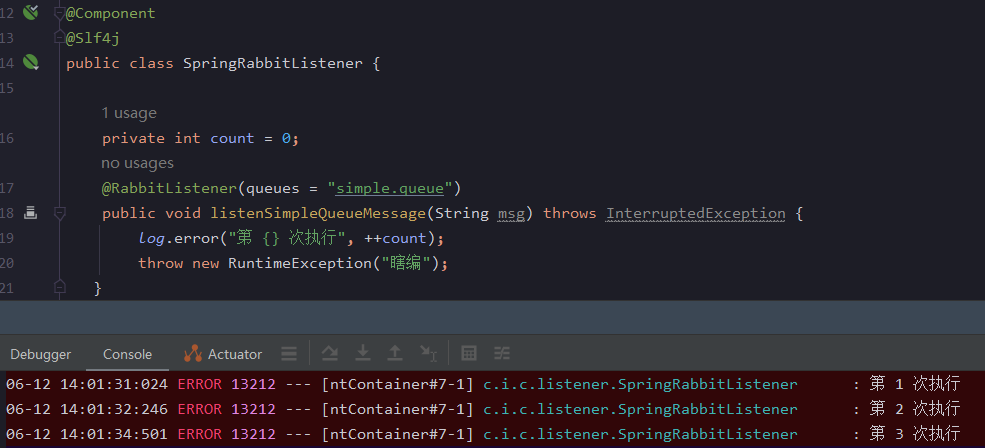 12 @Component
13 @Slf4j
14 public class SpringRabbitListener {
15
1 usage
16 private int count = 0;
no usages
17 @RabbitListener(queues = "simple.queue")
18 public void listenSimpleQueueMessage(String msg) throws InterruptedException {
19 log.error("第 {} 次执行", ++count);
20 throw new RuntimeException("瞎编");
21 }
Debugger Console Actuator
06-12 14:01:31:024 ERROR 13212 --- [ntContainer#7-1] c.i.c.listener.SpringRabbitListener : 第 1 次执行
06-12 14:01:32:246 ERROR 13212 --- [ntContainer#7-1] c.i.c.listener.SpringRabbitListener : 第 2 次执行
06-12 14:01:34:501 ERROR 13212 --- [ntContainer#7-1] c.i.c.listener.SpringRabbitListener : 第 3 次执行